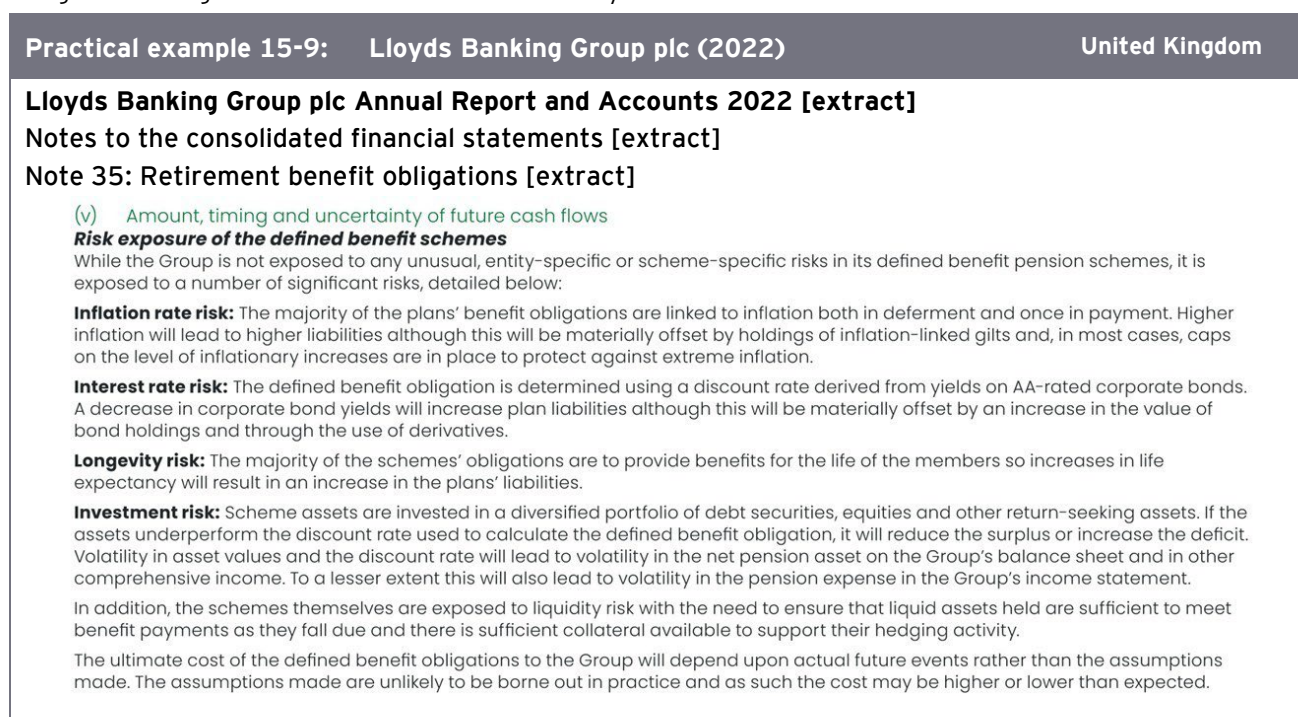 Practical example 15-9: Lloyds Banking Group plc (2022) United Kingdom
Lloyds Banking Group plc Annual Report and Accounts 2022 [extract]
Notes to the consolidated financial statements [extract]
Note 35: Retirement benefit obligations [extract]
(v) Amount, timing and uncertainty of future cash flows
Risk exposure of the defined benefit schemes
While the Group is not exposed to any unusual, entity-specific or scheme-specific risks in its defined benefit pension schemes, it is
exposed to a number of significant risks, detailed below:
Inflation rate risk: The majority of the plans’ benefit obligations are linked to inflation both in deferment and once in payment. Higher
inflation will lead to higher liabilities although this will be materially offset by holdings of inflation-linked gilts and, in most cases, caps
on the level of inflationary increases are in place to protect against extreme inflation.
Interest rate risk: The defined benefit obligation is determined using a discount rate derived from yields on AA-rated corporate bonds.
A decrease in corporate bond yields will increase plan liabilities although this will be materially offset by an increase in the value of
bond holdings and through the use of derivatives.
Longevity risk: The majority of the schemes’ obligations are to provide benefits for the life of the members so increases in life
expectancy will result in an increase in the plans’ liabilities.
Investment risk: Scheme assets are invested in a diversified portfolio of debt securities, equities and other return-seeking assets. If the
assets underperform the discount rate used to calculate the defined benefit obligation, it will reduce the surplus or increase the deficit.
Volatility in asset values and the discount rate will lead to volatility in the net pension asset on the Group’s balance sheet and in other
comprehensive income. To a lesser extent this will also lead to volatility in the pension expense in the Group’s income statement.
In addition, the schemes themselves are exposed to liquidity risk with the need to ensure that liquid assets held are sufficient to meet
benefit payments as they fall due and there is sufficient collateral available to support their hedging activity.
The ultimate cost of the defined benefit obligations to the Group will depend upon actual future events rather than the assumptions
made. The assumptions made are unlikely to be borne out in practice and as such the cost may be higher or lower than expected.